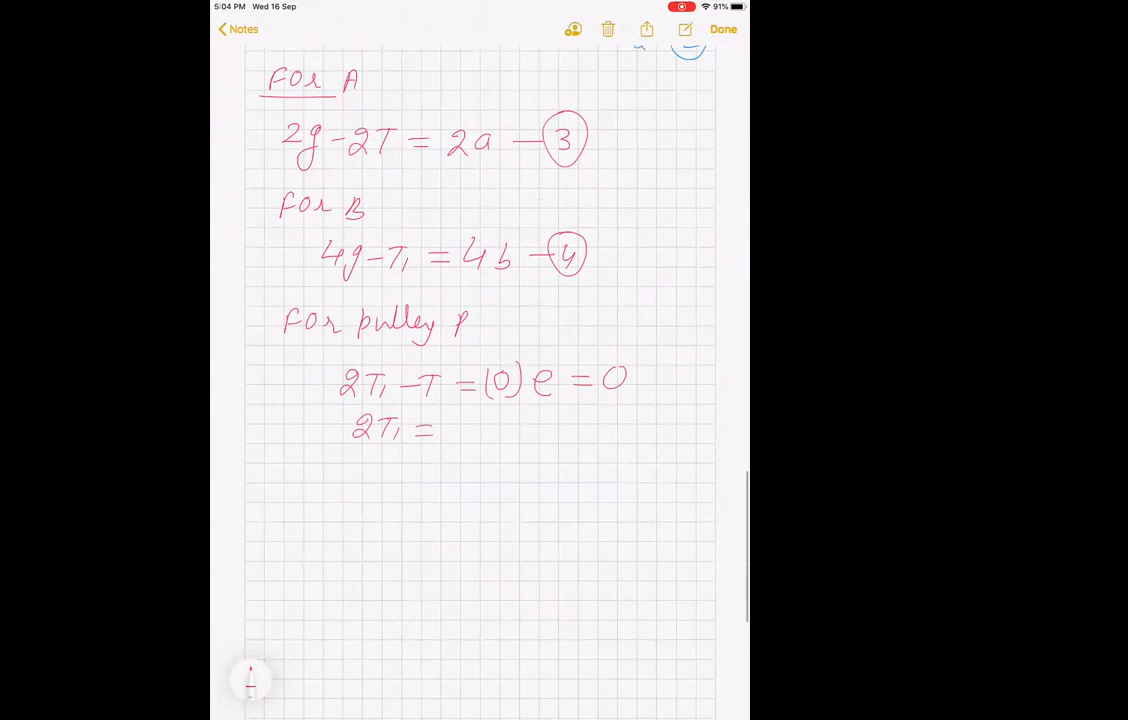 5:04 PM Wed 16 Sep 91%
Notes Done
For A
2g - 2T = 2a — 3
For B
4g - T₁ = 4b — 4
For pulley P
2T₁ - T = (0) e = 0
2T₁ =